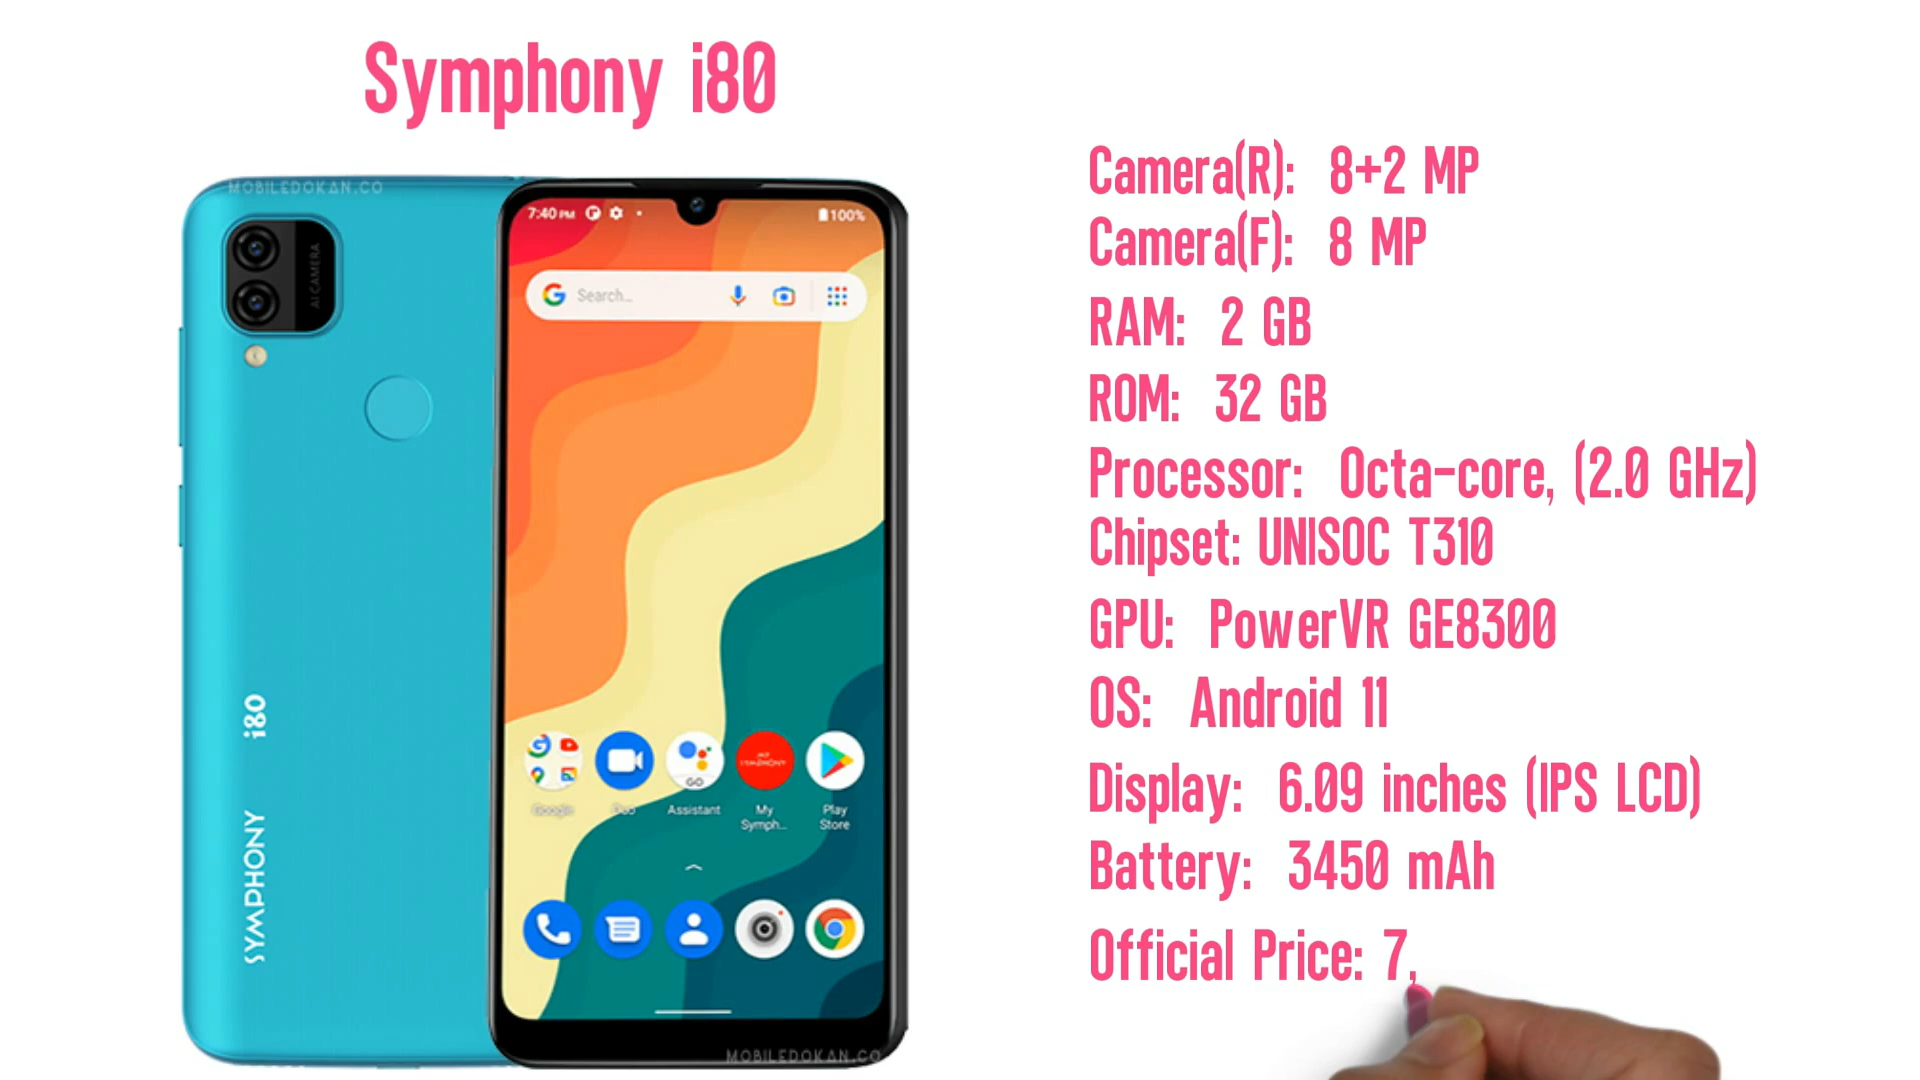 Symphony i80
MOBILEDOKAN.CO
AI CAMERA
i80
SYMPHONY
7:40 PM
100%
Search...
Google
Duo
GO
Assistant
My Symph...
Play Store
MOBILEDOKAN.CO
Camera(R): 8+2 MP
Camera(F): 8 MP
RAM: 2 GB
ROM: 32 GB
Processor: Octa-core, (2.0 GHz)
Chipset: UNISOC T310
GPU: PowerVR GE8300
OS: Android 11
Display: 6.09 inches (IPS LCD)
Battery: 3450 mAh
Official Price: 7,